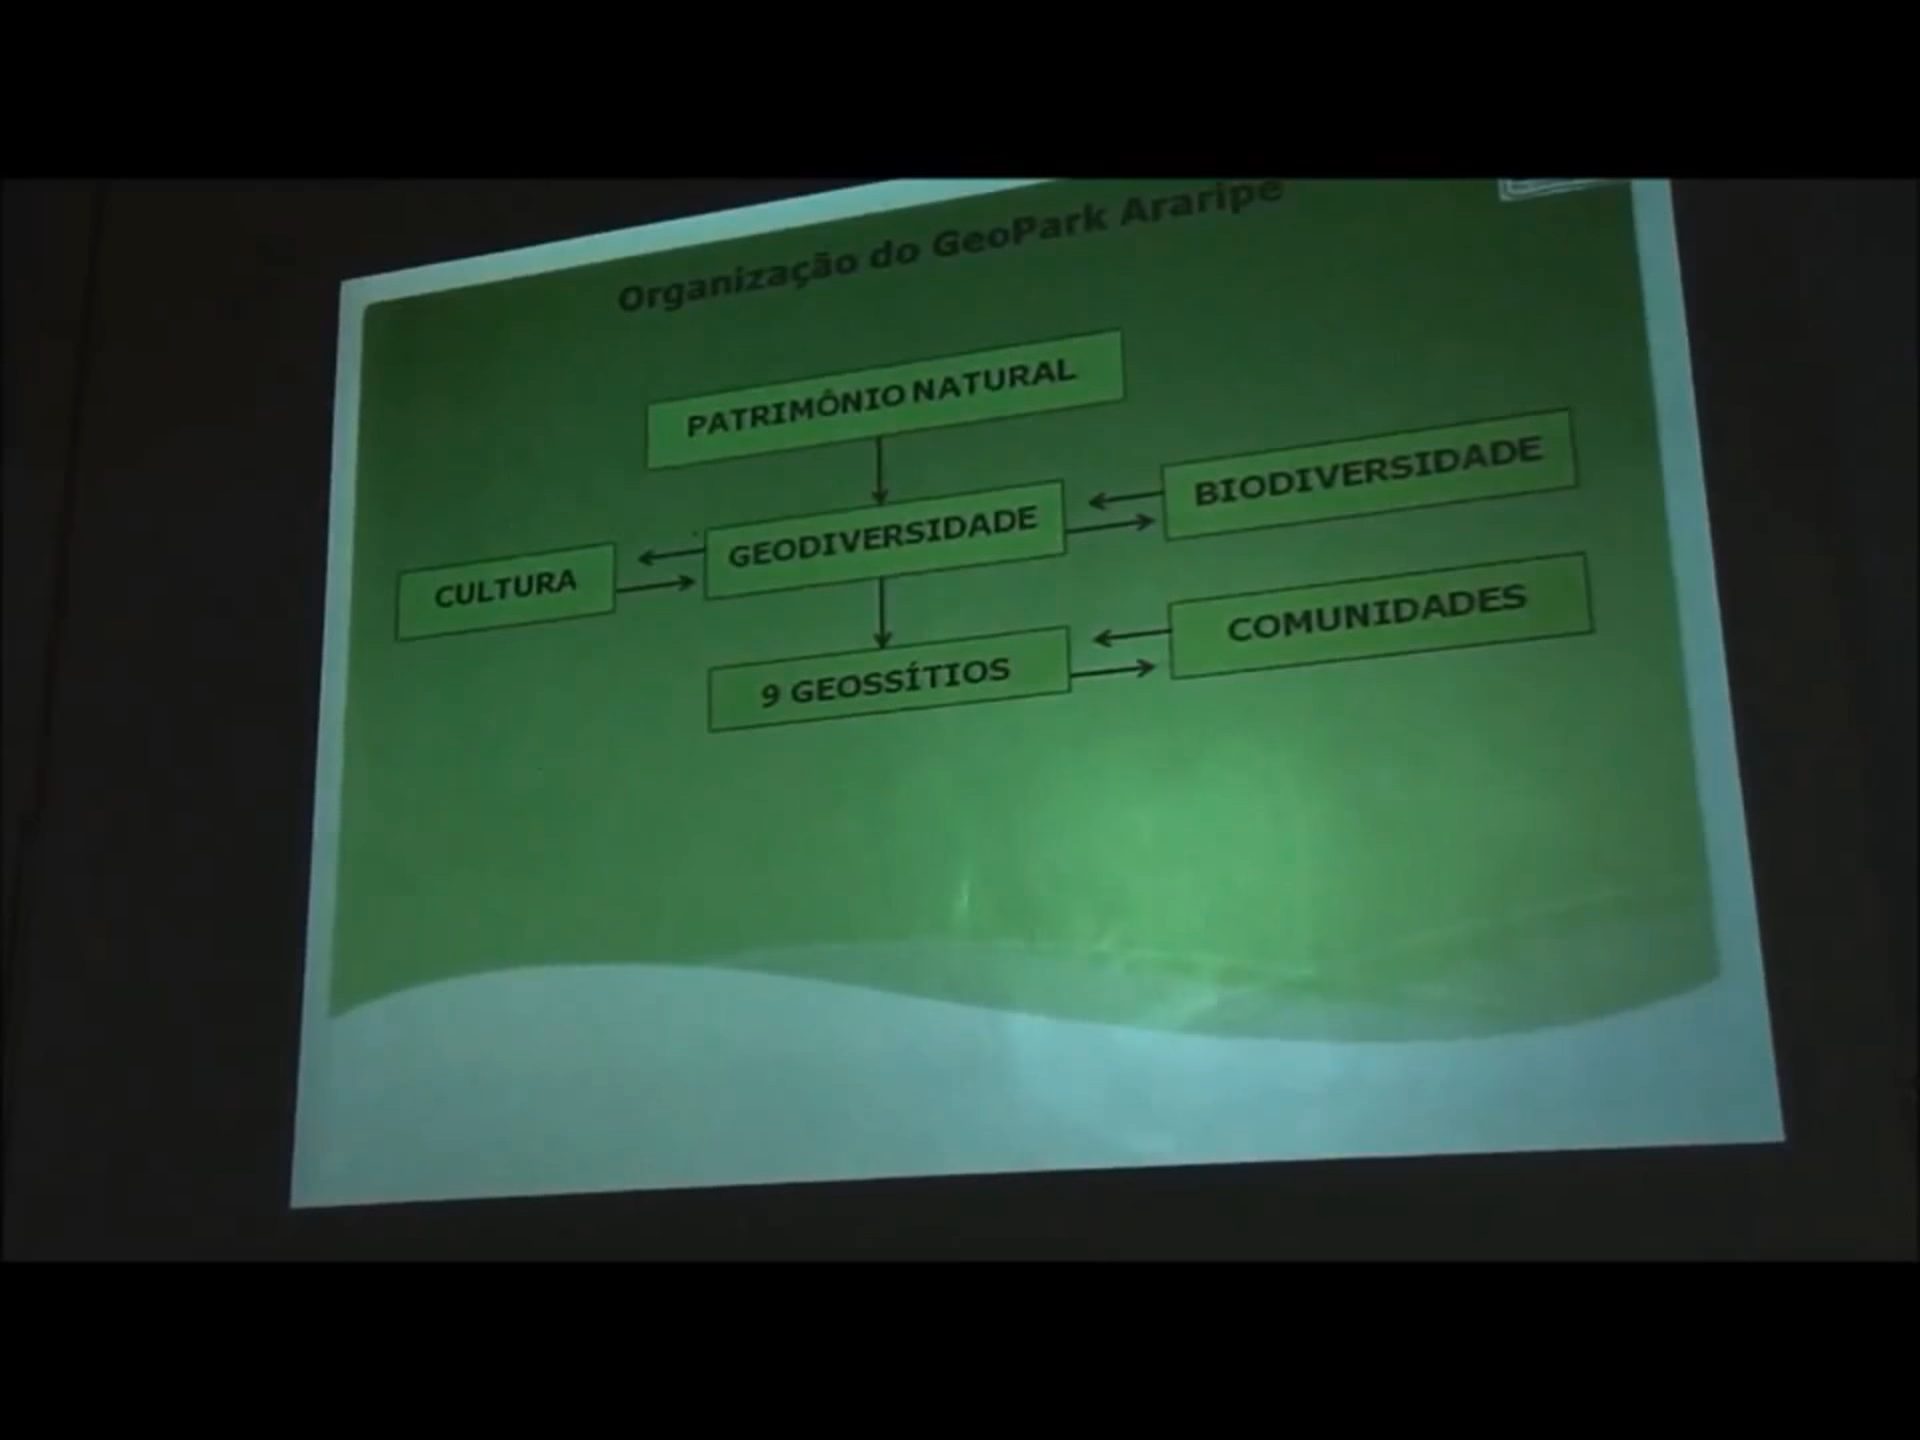 Organização do GeoPark Araripe
PATRIMÔNIO NATURAL
BIODIVERSIDADE
GEODIVERSIDADE
CULTURA
COMUNIDADES
9 GEOSSÍTIOS